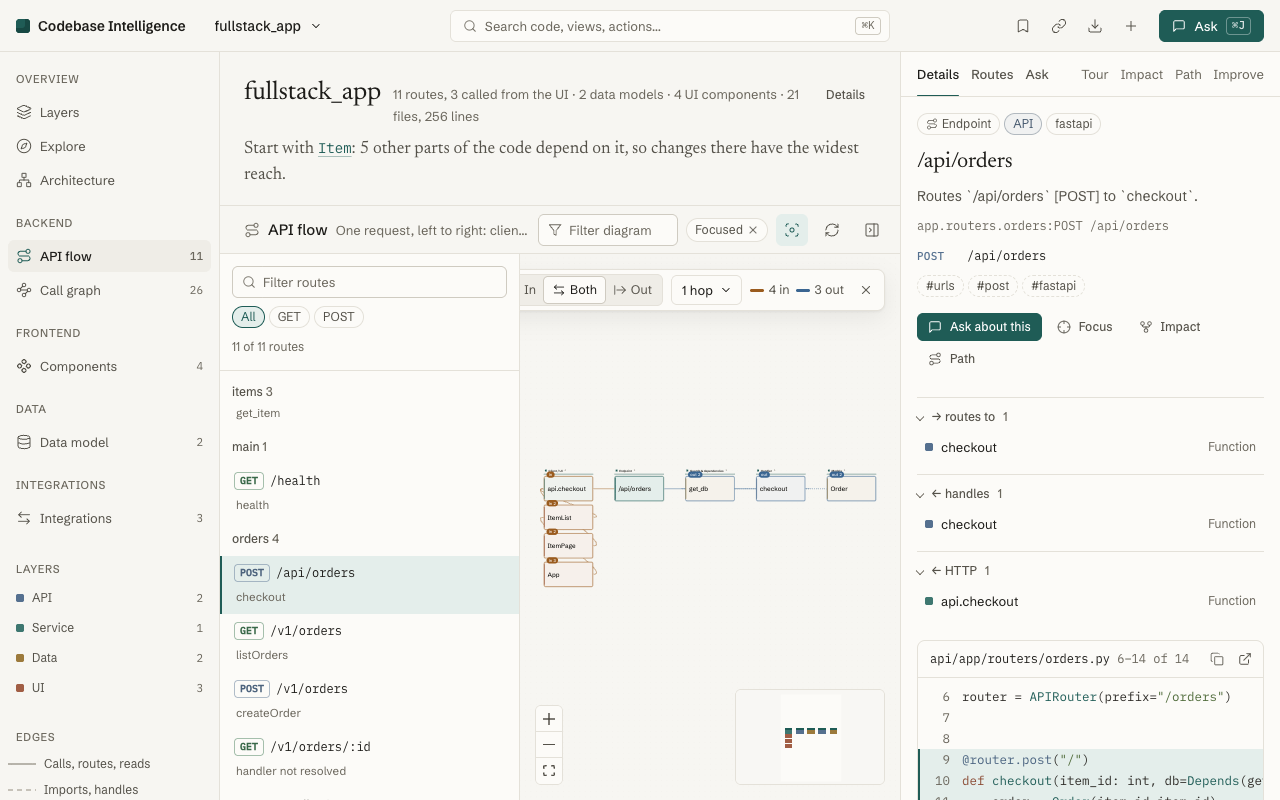 Codebase Intelligence
fullstack_app
Search code, views, actions...
⌘K
Ask ⌘J
OVERVIEW
Layers
Explore
Architecture
BACKEND
API flow 11
Call graph 26
FRONTEND
Components 4
DATA
Data model 2
INTEGRATIONS
Integrations 3
LAYERS
API 2
Service 1
Data 2
UI 3
EDGES
Calls, routes, reads
Imports, handles
fullstack_app
11 routes, 3 called from the UI · 2 data models · 4 UI components · 21
files, 256 lines
Details
Start with Item: 5 other parts of the code depend on it, so changes there have the widest
reach.
API flow
One request, left to right: clien...
Filter diagram
Focused
Filter routes
All GET POST
11 of 11 routes
items 3
get_item
main 1
GET /health
health
orders 4
POST /api/orders
checkout
GET /v1/orders
listOrders
POST /v1/orders
createOrder
GET /v1/orders/:id
handler not resolved
In Both Out
1 hop
4 in 3 out
api.checkout
/api/orders
get_db
checkout
Order
ItemList
ItemPage
App
Details Routes Ask Tour Impact Path Improve
Endpoint API fastapi
/api/orders
Routes `/api/orders` [POST] to `checkout`.
app.routers.orders:POST /api/orders
POST /api/orders
#urls #post #fastapi
Ask about this
Focus
Impact
Path
→ routes to 1
checkout Function
← handles 1
checkout Function
← HTTP 1
api.checkout Function
api/app/routers/orders.py 6–14 of 14
6 router = APIRouter(prefix="/orders")
7
8
9 @router.post("/")
10 def checkout(item_id: int, db=Depends(ge